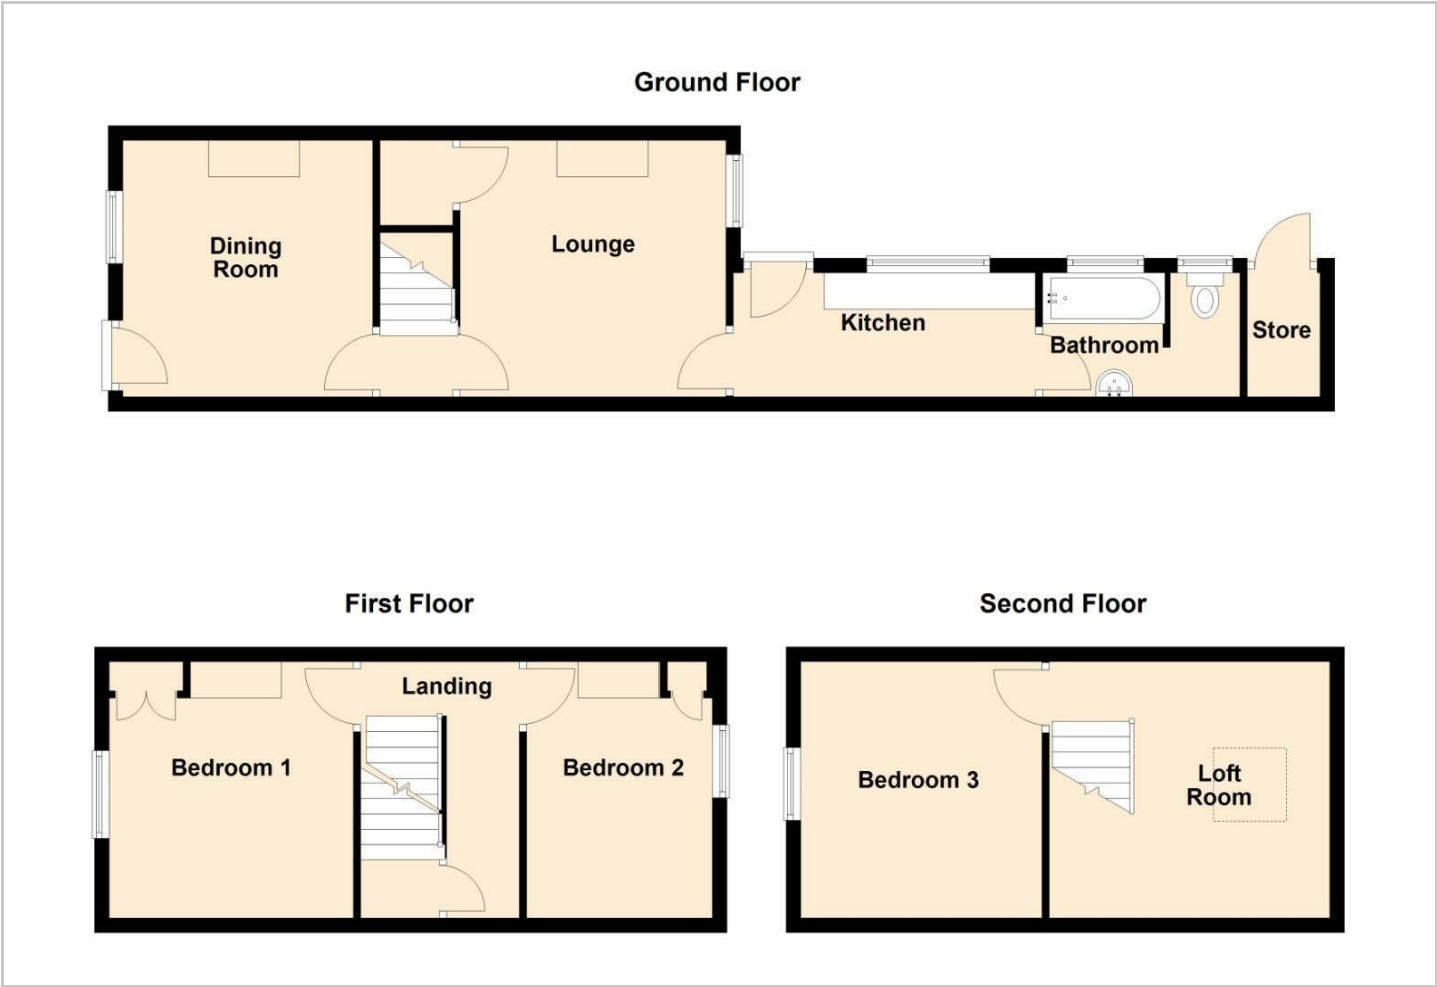 Ground Floor
Dining
Room
Lounge
Kitchen
Bathroom
Store
First Floor
Landing
Bedroom 1
Bedroom 2
Second Floor
Bedroom 3
Loft
Room